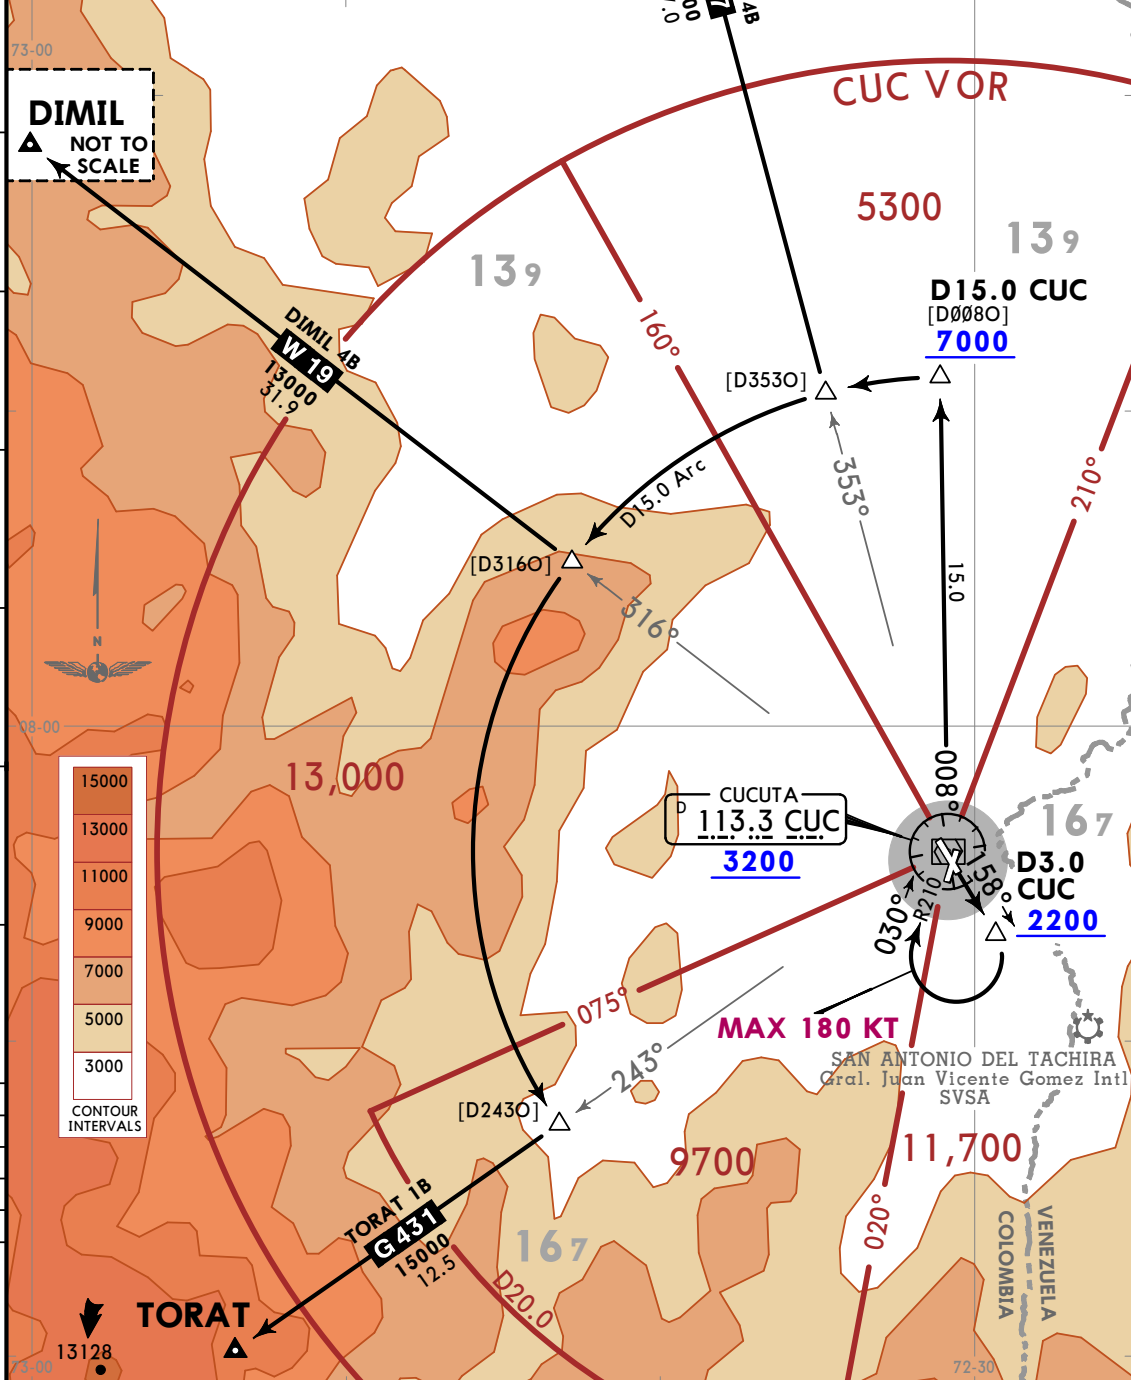 4B
00
7.0
73-00
CUC VOR
DIMIL
NOT TO
SCALE
5300
139
139
D15.0 CUC
[DØØ8O]
7000
DIMIL 4B
W 19
13000
31.9
160°
[D353O]
353°
210°
D15.0 Arc
[D316O]
316°
15.0
N
08-00
13,000
15000
13000
11000
9000
7000
5000
3000
CONTOUR
INTERVALS
CUCUTA
D
113.3 CUC
3200
008°
167
158°
D3.0
CUC
2200
R210
030°
075°
MAX 180 KT
243°
SAN ANTONIO DEL TACHIRA
Gral. Juan Vicente Gomez Intl
SVSA
[D243O]
9700
11,700
TORAT 1B
G 431
15000
12.5
167
020°
VENEZUELA
COLOMBIA
D20.0
TORAT
13128
73-00
72-30